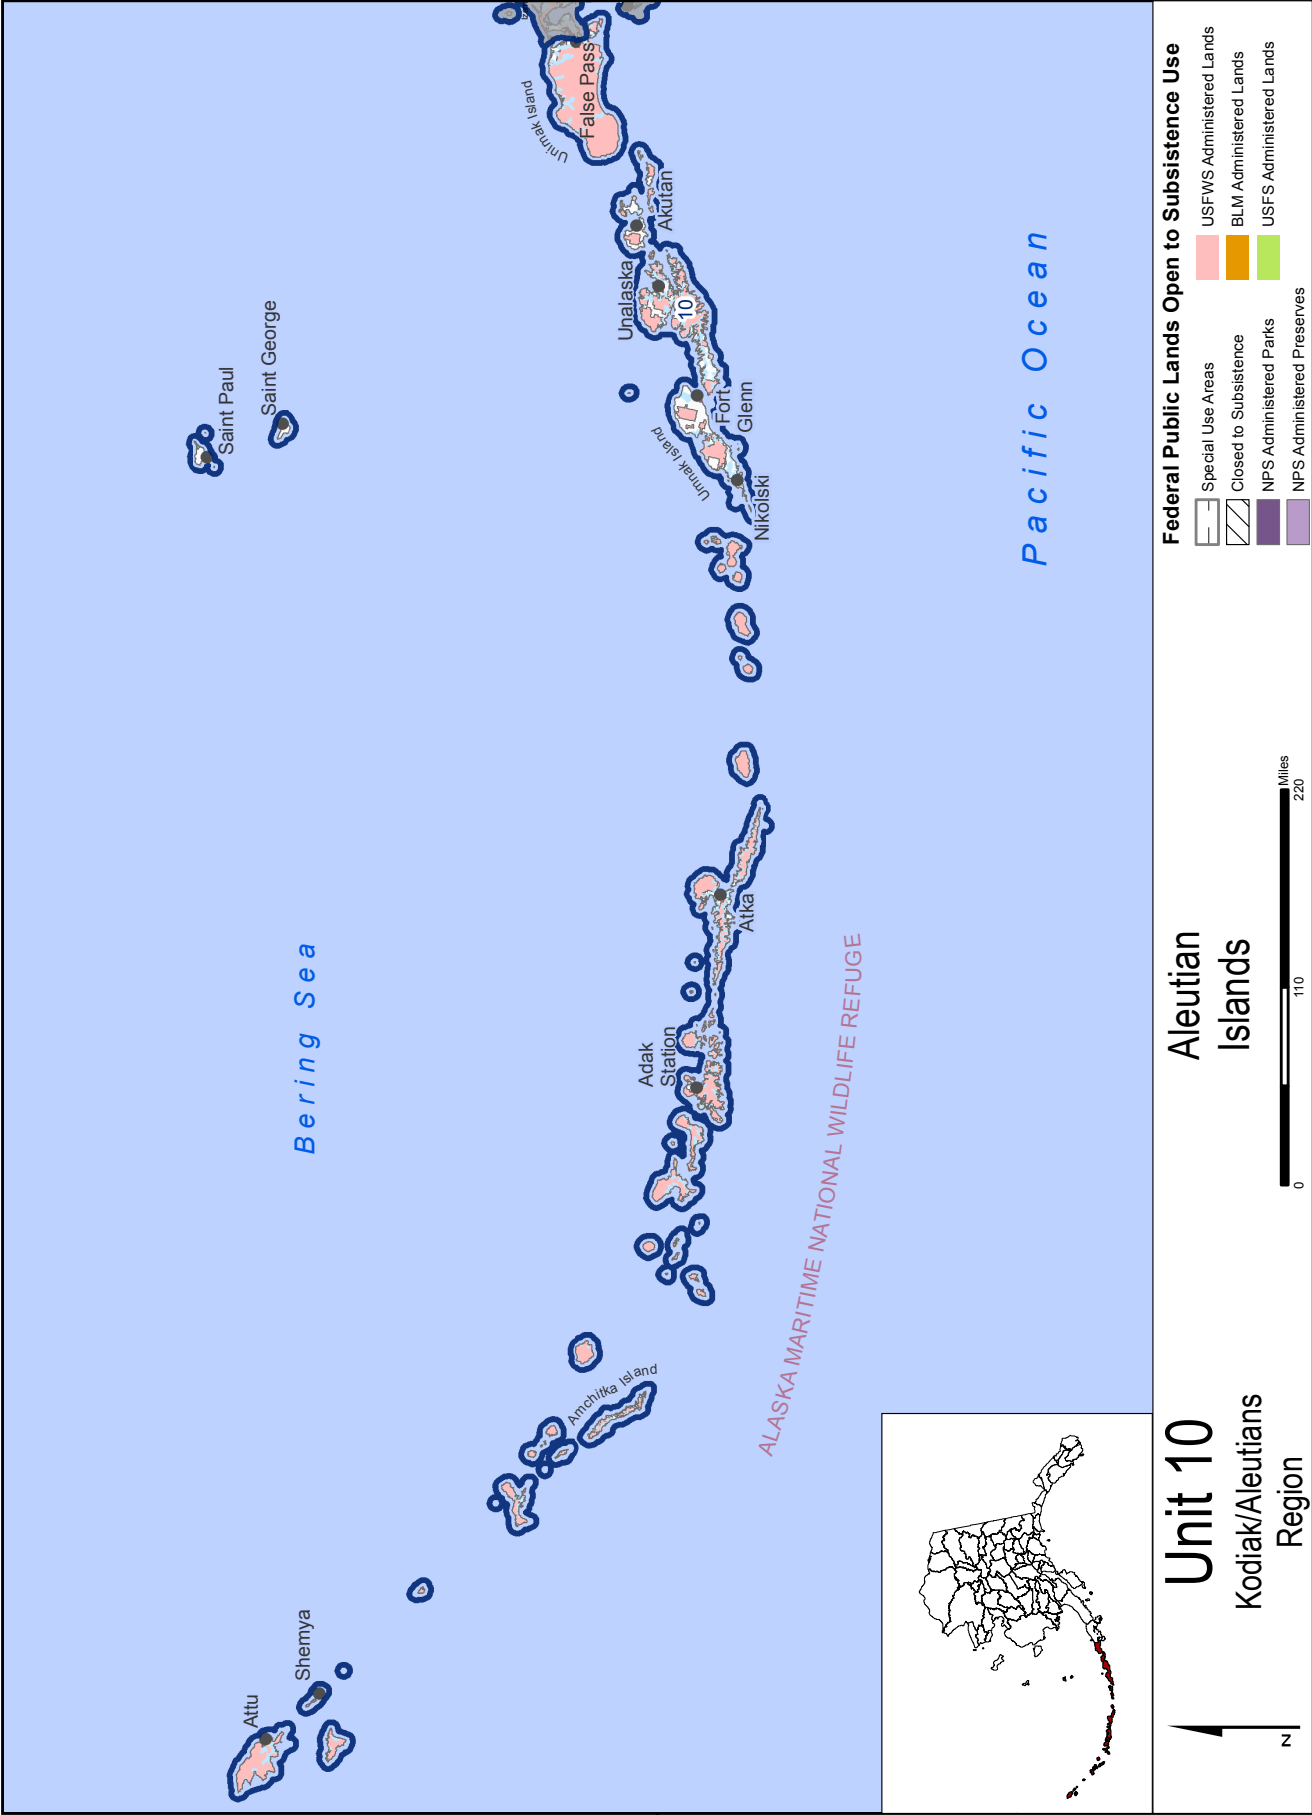 Bering Sea
Pacific Ocean
ALASKA MARITIME NATIONAL WILDLIFE REFUGE
Attu
Shemya
Amchitka Island
Adak
Station
Atka
Saint Paul
Saint George
Nikolski
Umnak Island
Fort
Glenn
Unalaska
10
Akutan
Unimak Island
False Pass
N
Unit 10
Kodiak/Aleutians
Region
Aleutian
Islands
0 110 220
Miles
Federal Public Lands Open to Subsistence Use
Special Use Areas
Closed to Subsistence
NPS Administered Parks
NPS Administered Preserves
USFWS Administered Lands
BLM Administered Lands
USFS Administered Lands